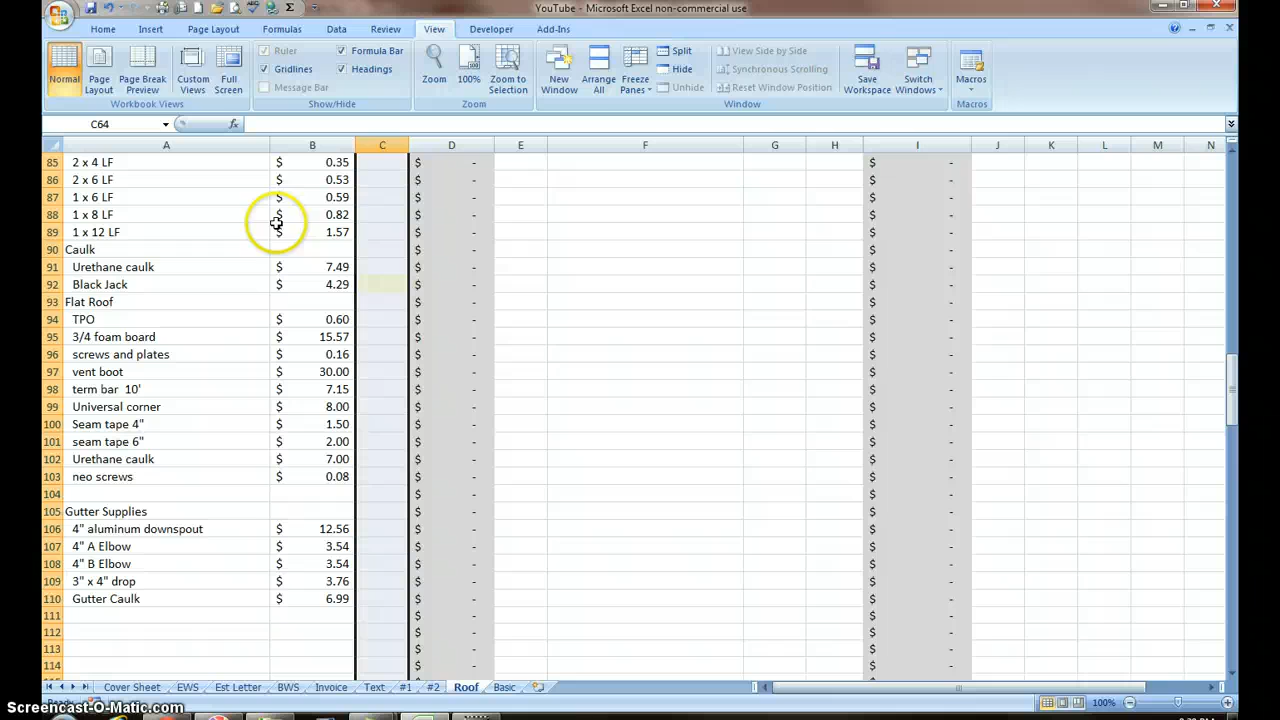 YouTube - Microsoft Excel non-commercial use
Home Insert Page Layout Formulas Data Review View Developer Add-Ins
Ruler Formula Bar Split View Side by Side
Gridlines Headings Hide Synchronous Scrolling
Message Bar Unhide Reset Window Position
Normal Page Layout Page Break Preview Custom Views Full Screen Zoom 100% Zoom to Selection New Window Arrange All Freeze Panes Save Workspace Switch Windows Macros
Workbook Views Show/Hide Zoom Window Macros
C64 fx
A B C D E F G H I J K L M N
85 2 x 4 LF $ 0.35 $ - $ -
86 2 x 6 LF $ 0.53 $ - $ -
87 1 x 6 LF $ 0.59 $ - $ -
88 1 x 8 LF $ 0.82 $ - $ -
89 1 x 12 LF $ 1.57 $ - $ -
90 Caulk $ - $ -
91 Urethane caulk $ 7.49 $ - $ -
92 Black Jack $ 4.29 $ - $ -
93 Flat Roof $ - $ -
94 TPO $ 0.60 $ - $ -
95 3/4 foam board $ 15.57 $ - $ -
96 screws and plates $ 0.16 $ - $ -
97 vent boot $ 30.00 $ - $ -
98 term bar 10' $ 7.15 $ - $ -
99 Universal corner $ 8.00 $ - $ -
100 Seam tape 4" $ 1.50 $ - $ -
101 seam tape 6" $ 2.00 $ - $ -
102 Urethane caulk $ 7.00 $ - $ -
103 neo screws $ 0.08 $ - $ -
104 $ - $ -
105 Gutter Supplies $ - $ -
106 4" aluminum downspout $ 12.56 $ - $ -
107 4" A Elbow $ 3.54 $ - $ -
108 4" B Elbow $ 3.54 $ - $ -
109 3" x 4" drop $ 3.76 $ - $ -
110 Gutter Caulk $ 6.99 $ - $ -
111 $ - $ -
112 $ - $ -
113 $ - $ -
114 $ - $ -
Cover Sheet EWS Est Letter BWS Invoice Text #1 #2 Roof Basic
100%
Screencast-O-Matic.com